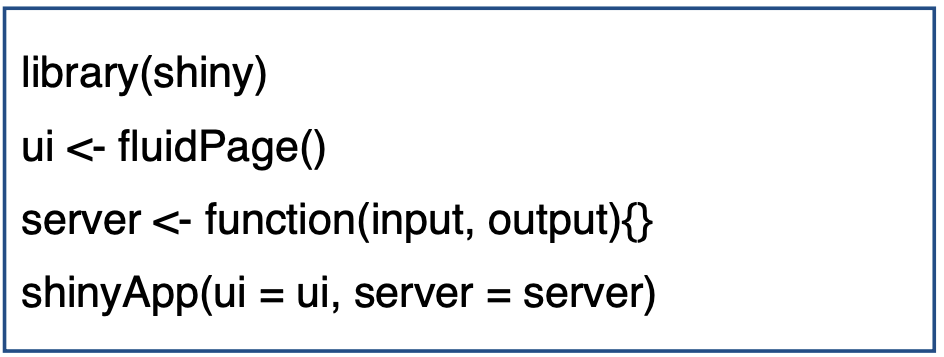 library(shiny)
ui <- fluidPage()
server <- function(input, output){}
shinyApp(ui = ui, server = server)